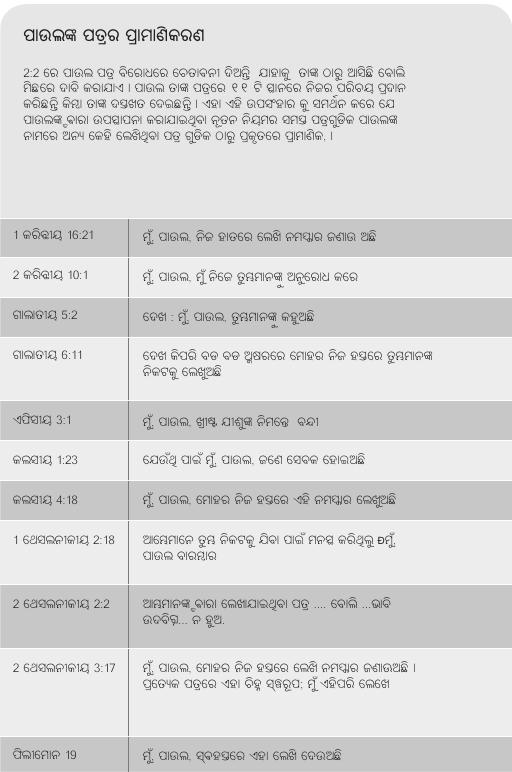 ପାଉଲଙ୍କ ପତ୍ରର ପ୍ରାମାଣିକରଣ
2:2 ରେ ପାଉଲ ପତ୍ର ବିରୋଧରେ ଚେତାବନୀ ଦିଅନ୍ତି ଯାହାକୁ ତାଙ୍କ ଠାରୁ ଆସିଛି ବୋଲି
ମିଛରେ ଦାବି କରାଯାଏ । ପାଉଲ ତାଙ୍କ ପତ୍ରରେ ୧୧ ଟି ସ୍ଥାନରେ ନିଜର ପରିଚୟ ପ୍ରଦାନ
କରିଛନ୍ତି କିମ୍ବା ତାଙ୍କ ଦସ୍ତଖତ ଦେଇଛନ୍ତି । ଏହା ଏହି ଉପସଂହାର କୁ ସମର୍ଥନ କରେ ଯେ
ପାଉଲଙ୍କ ଦ୍ଵାରା ଉପସ୍ଥାପନା କରାଯାଇଥିବା ନୂତନ ନିୟମର ସମସ୍ତ ପତ୍ରଗୁଡିକ ପାଉଲଙ୍କ
ନାମରେ ଅନ୍ୟ କେହି ଲେଖିଥିବା ପତ୍ର ଗୁଡିକ ଠାରୁ ପ୍ରକୃତରେ ପ୍ରାମାଣିକ, ।
1 କରିନ୍ଥୀୟ 16:21 ମୁଁ, ପାଉଲ, ନିଜ ହାତରେ ଲେଖି ନମସ୍କାର ଜଣାଉ ଅଛି
2 କରିନ୍ଥୀୟ 10:1 ମୁଁ, ପାଉଲ, ମୁଁ ନିଜେ ତୁମ୍ଭମାନଙ୍କୁ ଅନୁରୋଧ କରେ
ଗାଲାତୀୟ 5:2 ଦେଖ : ମୁଁ, ପାଉଲ, ତୁମ୍ଭମାନଙ୍କୁ କହୁଅଛି
ଗାଲାତୀୟ 6:11 ଦେଖ କିପରି ବଡ ବଡ ଅକ୍ଷରରେ ମୋହର ନିଜ ହସ୍ତରେ ତୁମ୍ଭମାନଙ୍କ
ନିକଟକୁ ଲେଖୁଅଛି
ଏଫିସୀୟ 3:1 ମୁଁ, ପାଉଲ, ଖ୍ରୀଷ୍ଟ ଯୀଶୁଙ୍କ ନିମନ୍ତେ ବନ୍ଦୀ
କଲସୀୟ 1:23 ଯେଉଁଥି ପାଇଁ ମୁଁ, ପାଉଲ, ଜଣେ ସେବକ ହୋଇଅଛି
କଲସୀୟ 4:18 ମୁଁ, ପାଉଲ, ମୋହର ନିଜ ହସ୍ତରେ ଏହି ନମସ୍କାର ଲେଖୁଅଛି
1 ଥେସଲନୀକୀୟ 2:18 ଆମ୍ଭେମାନେ ତୁମ୍ଭ ନିକଟକୁ ଯିବା ପାଇଁ ମନସ୍ଥ କରିଥିଲୁ Ðମୁଁ,
ପାଉଲ ବାରମ୍ବାର
2 ଥେସଲନୀକୀୟ 2:2 ଆମ୍ଭମାନଙ୍କ ଦ୍ଵାରା ଲେଖାଯାଇଥିବା ପତ୍ର .... ବୋଲି ...ଭାବି
ଉଦବିଗ୍ନ... ନ ହୁଅ.
2 ଥେସଲନୀକୀୟ 3:17 ମୁଁ, ପାଉଲ, ମୋହର ନିଜ ହସ୍ତରେ ଲେଖି ନମସ୍କାର ଜଣାଉଅଛି ।
ପ୍ରତ୍ୟେକ ପତ୍ରରେ ଏହା ଚିହ୍ନ ସ୍ୱରୂପ; ମୁଁ ଏହିପରି ଲେଖେ
ଫିଲୀମୋନ 19 ମୁଁ, ପାଉଲ, ସ୍ଵହସ୍ତରେ ଏହା ଲେଖି ଦେଉଅଛି